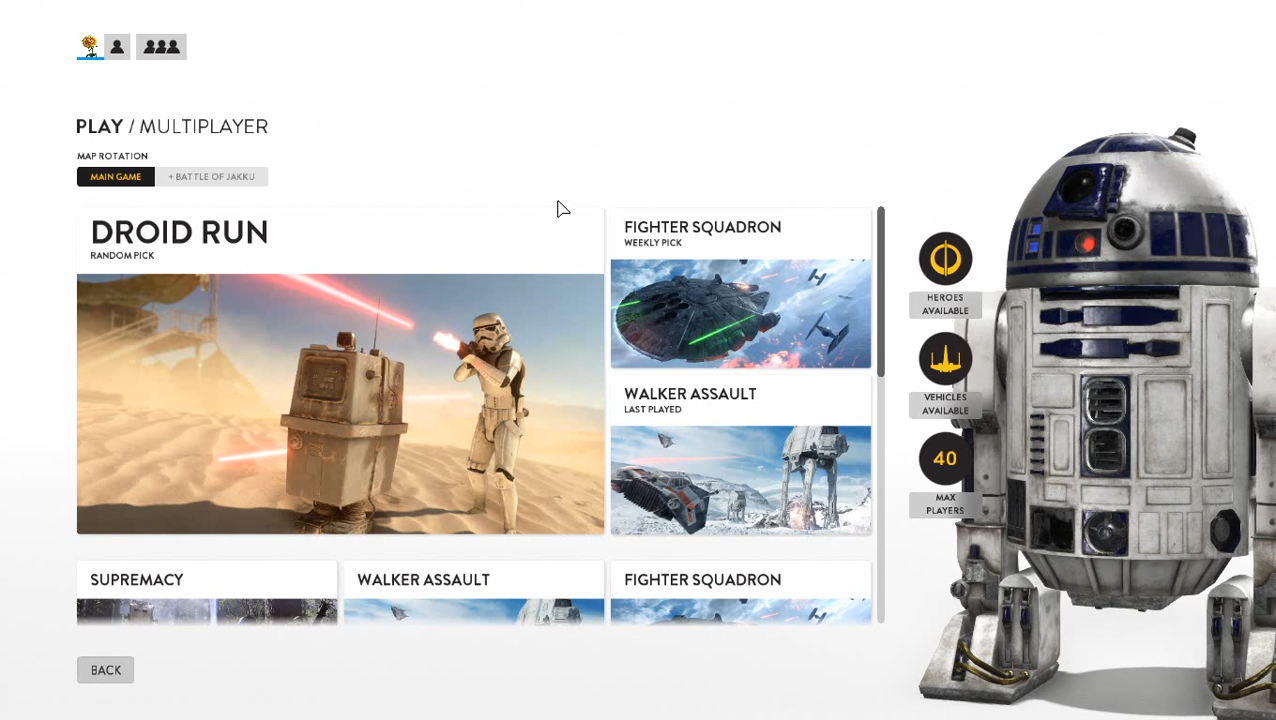 PLAY / MULTIPLAYER
MAP ROTATION
MAIN GAME
+ BATTLE OF JAKKU
DROID RUN
RANDOM PICK
FIGHTER SQUADRON
WEEKLY PICK
WALKER ASSAULT
LAST PLAYED
SUPREMACY
WALKER ASSAULT
FIGHTER SQUADRON
HEROES
AVAILABLE
VEHICLES
AVAILABLE
40
MAX
PLAYERS
BACK